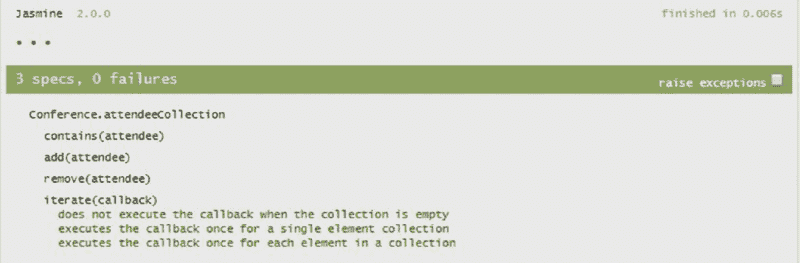 Jasmine 2.0.0 finished in 0.006s
• • •
3 specs, 0 failures raise exceptions
Conference.attendeeCollection
contains(attendee)
add(attendee)
remove(attendee)
iterate(callback)
does not execute the callback when the collection is empty
executes the callback once for a single element collection
executes the callback once for each element in a collection